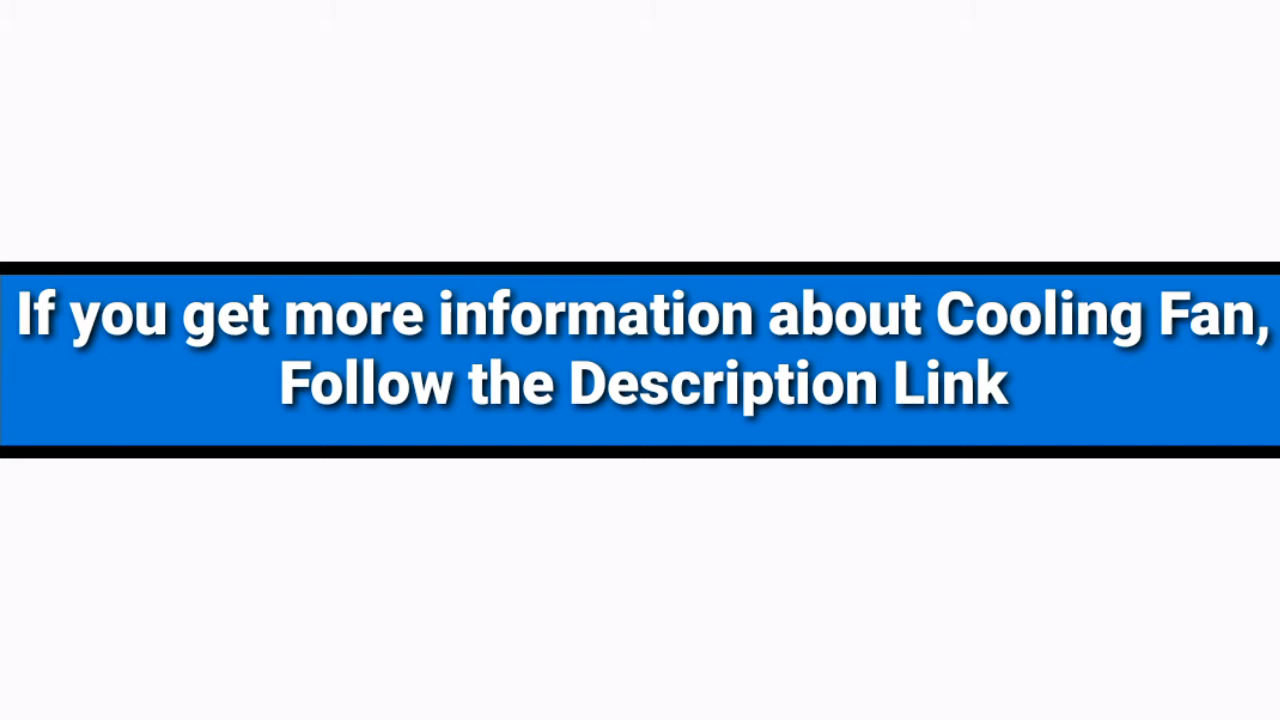 If you get more information about Cooling Fan,
Follow the Description Link